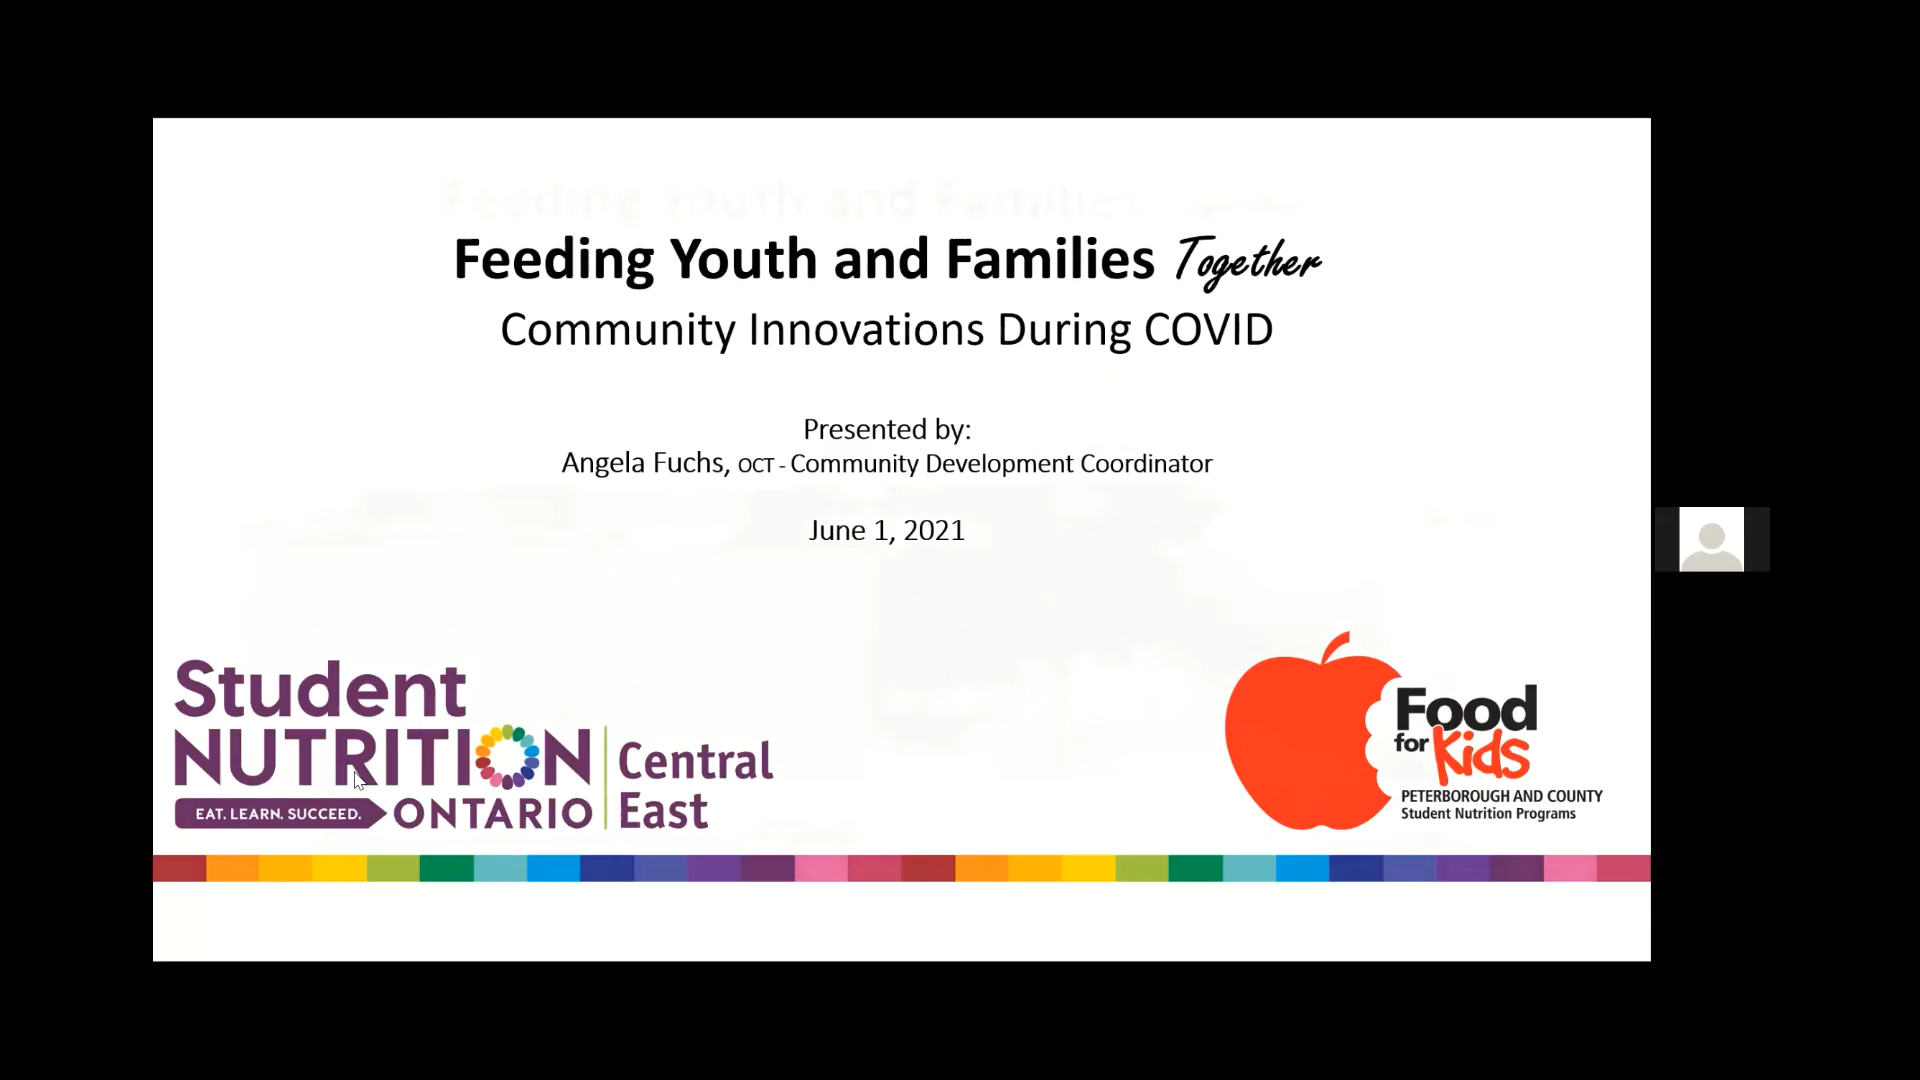 Feeding Youth and Families Together
Community Innovations During COVID
Presented by:
Angela Fuchs, OCT - Community Development Coordinator
June 1, 2021
Student
NUTRITION
EAT. LEARN. SUCCEED. ONTARIO
Central
East
Food
for Kids
PETERBOROUGH AND COUNTY
Student Nutrition Programs